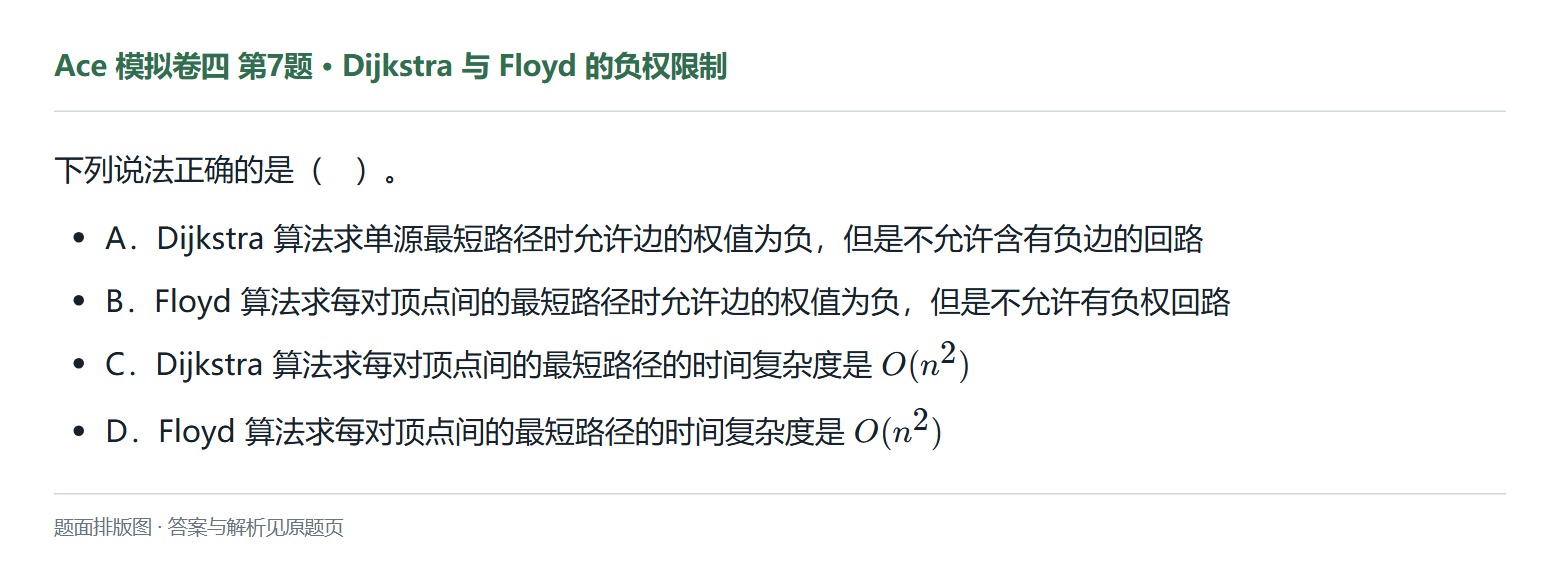 Ace 模拟卷四 第7题 • Dijkstra 与 Floyd 的负权限制
下列说法正确的是（　）。
• A．Dijkstra 算法求单源最短路径时允许边的权值为负，但是不允许含有负边的回路
• B．Floyd 算法求每对顶点间的最短路径时允许边的权值为负，但是不允许有负权回路
• C．Dijkstra 算法求每对顶点间的最短路径的时间复杂度是 O(n²)
• D．Floyd 算法求每对顶点间的最短路径的时间复杂度是 O(n²)
题面排版图 · 答案与解析见原题页